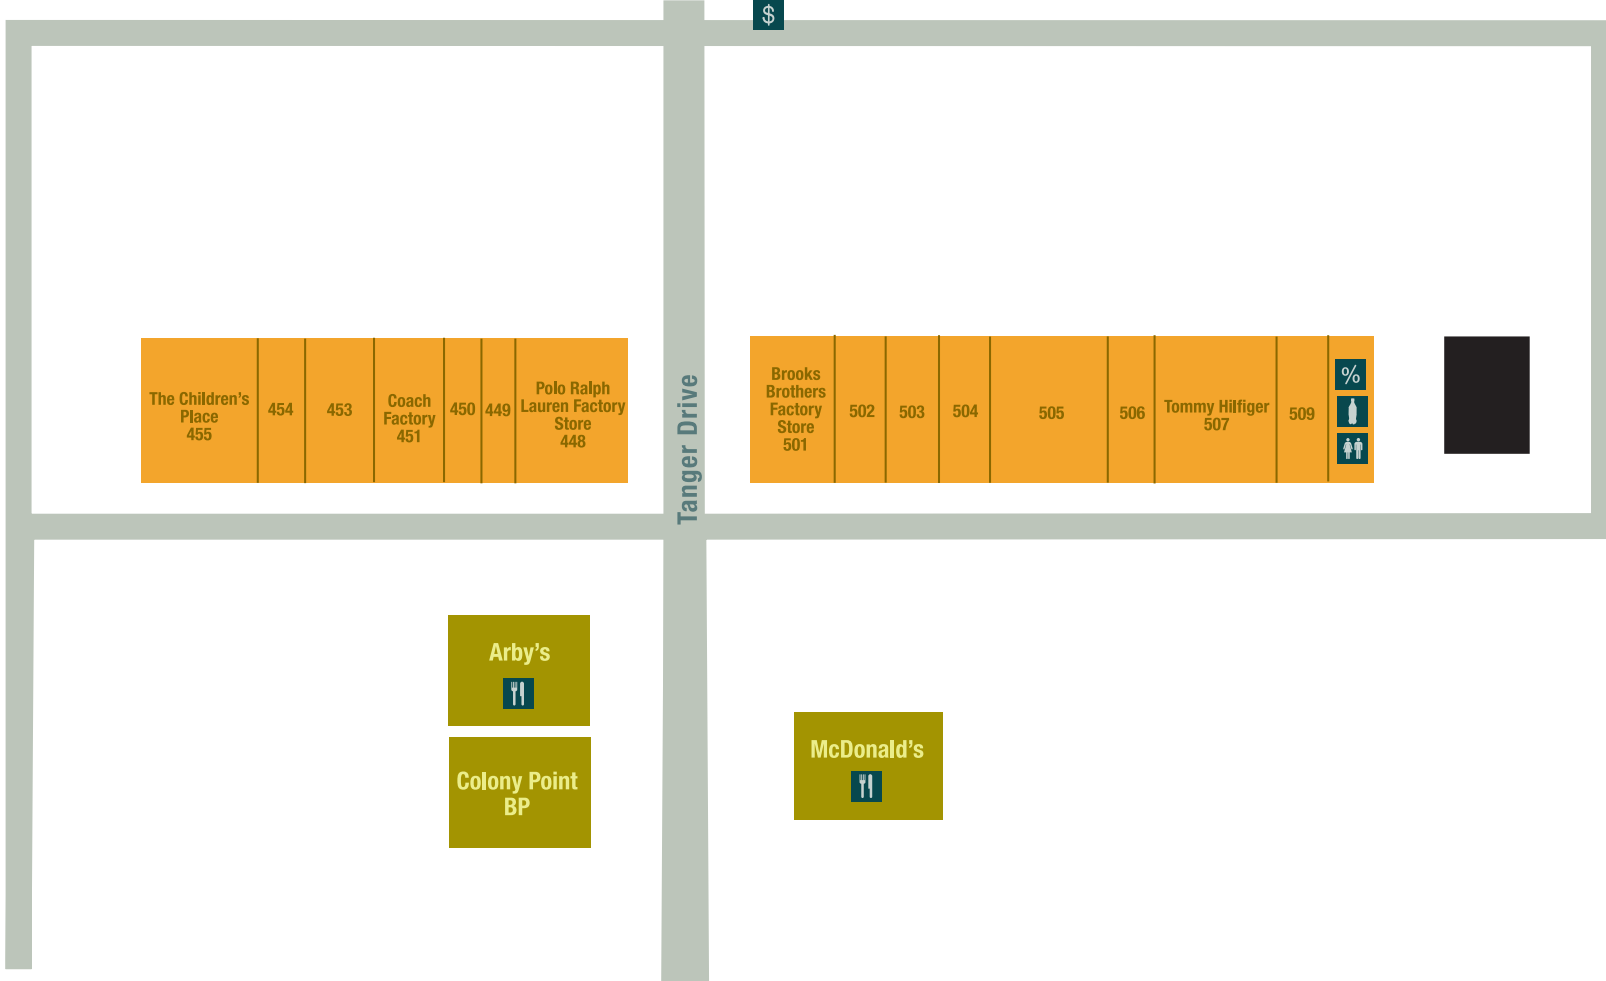 $
The Children’s
Place
455
454
453
Coach
Factory
451
450
449
Polo Ralph
Lauren Factory
Store
448
Tanger Drive
Brooks
Brothers
Factory
Store
501
502
503
504
505
506
Tommy Hilfiger
507
509
%
Arby’s
Colony Point
BP
McDonald’s